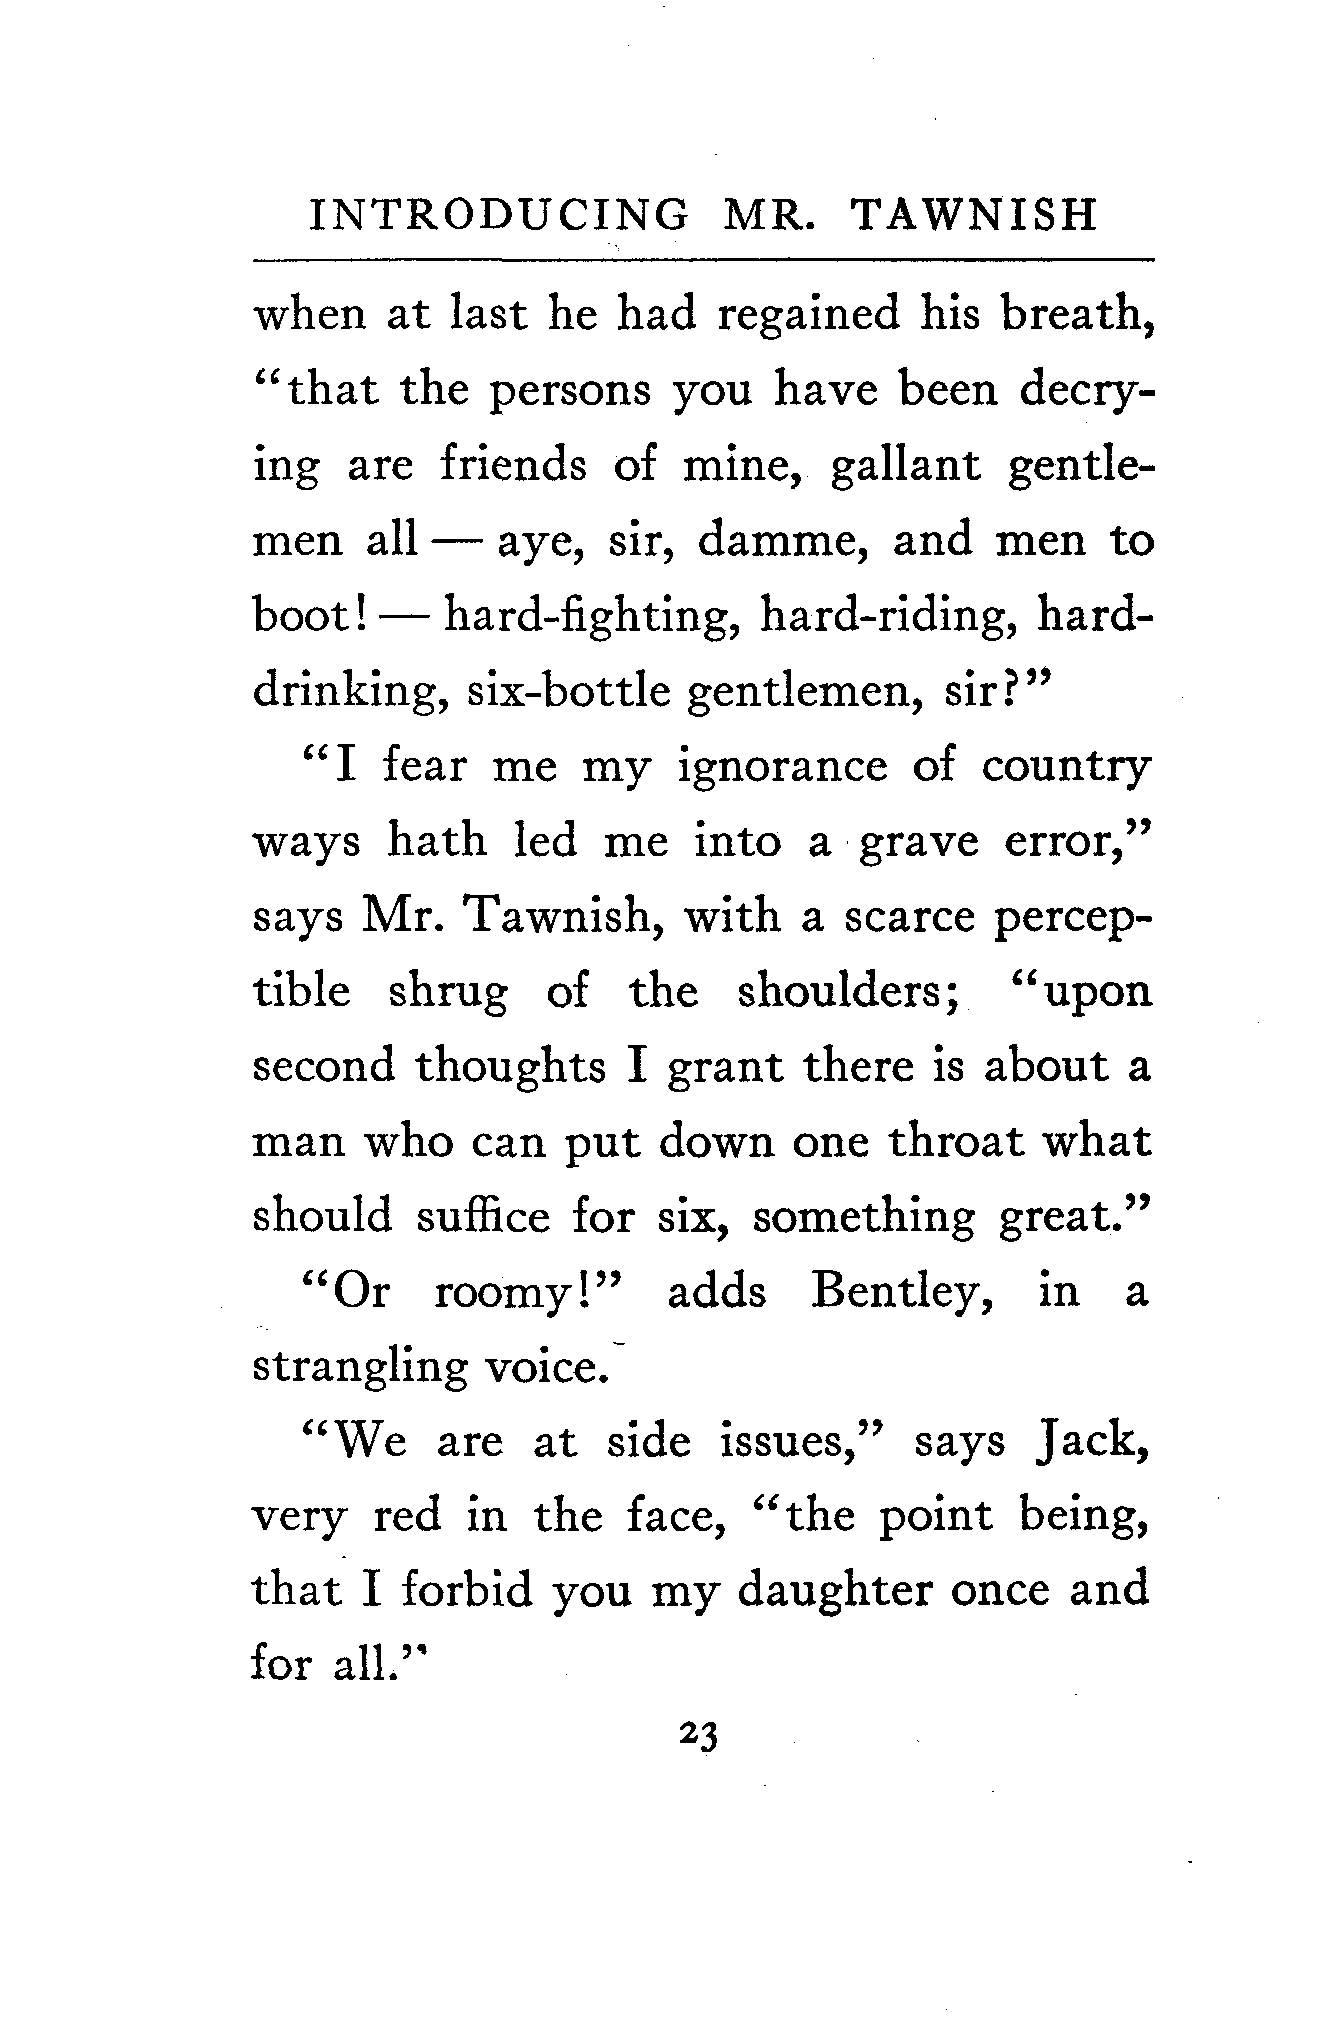 INTRODUCING MR. TAWNISH
when at last he had regained his breath,
“that the persons you have been decry-
ing are friends of mine, gallant gentle-
men all — aye, sir, damme, and men to
boot! — hard-fighting, hard-riding, hard-
drinking, six-bottle gentlemen, sir?”
“I fear me my ignorance of country
ways hath led me into a grave error,”
says Mr. Tawnish, with a scarce percep-
tible shrug of the shoulders; “upon
second thoughts I grant there is about a
man who can put down one throat what
should suffice for six, something great.”
“Or roomy!” adds Bentley, in a
strangling voice.
“We are at side issues,” says Jack,
very red in the face, “the point being,
that I forbid you my daughter once and
for all.”
23